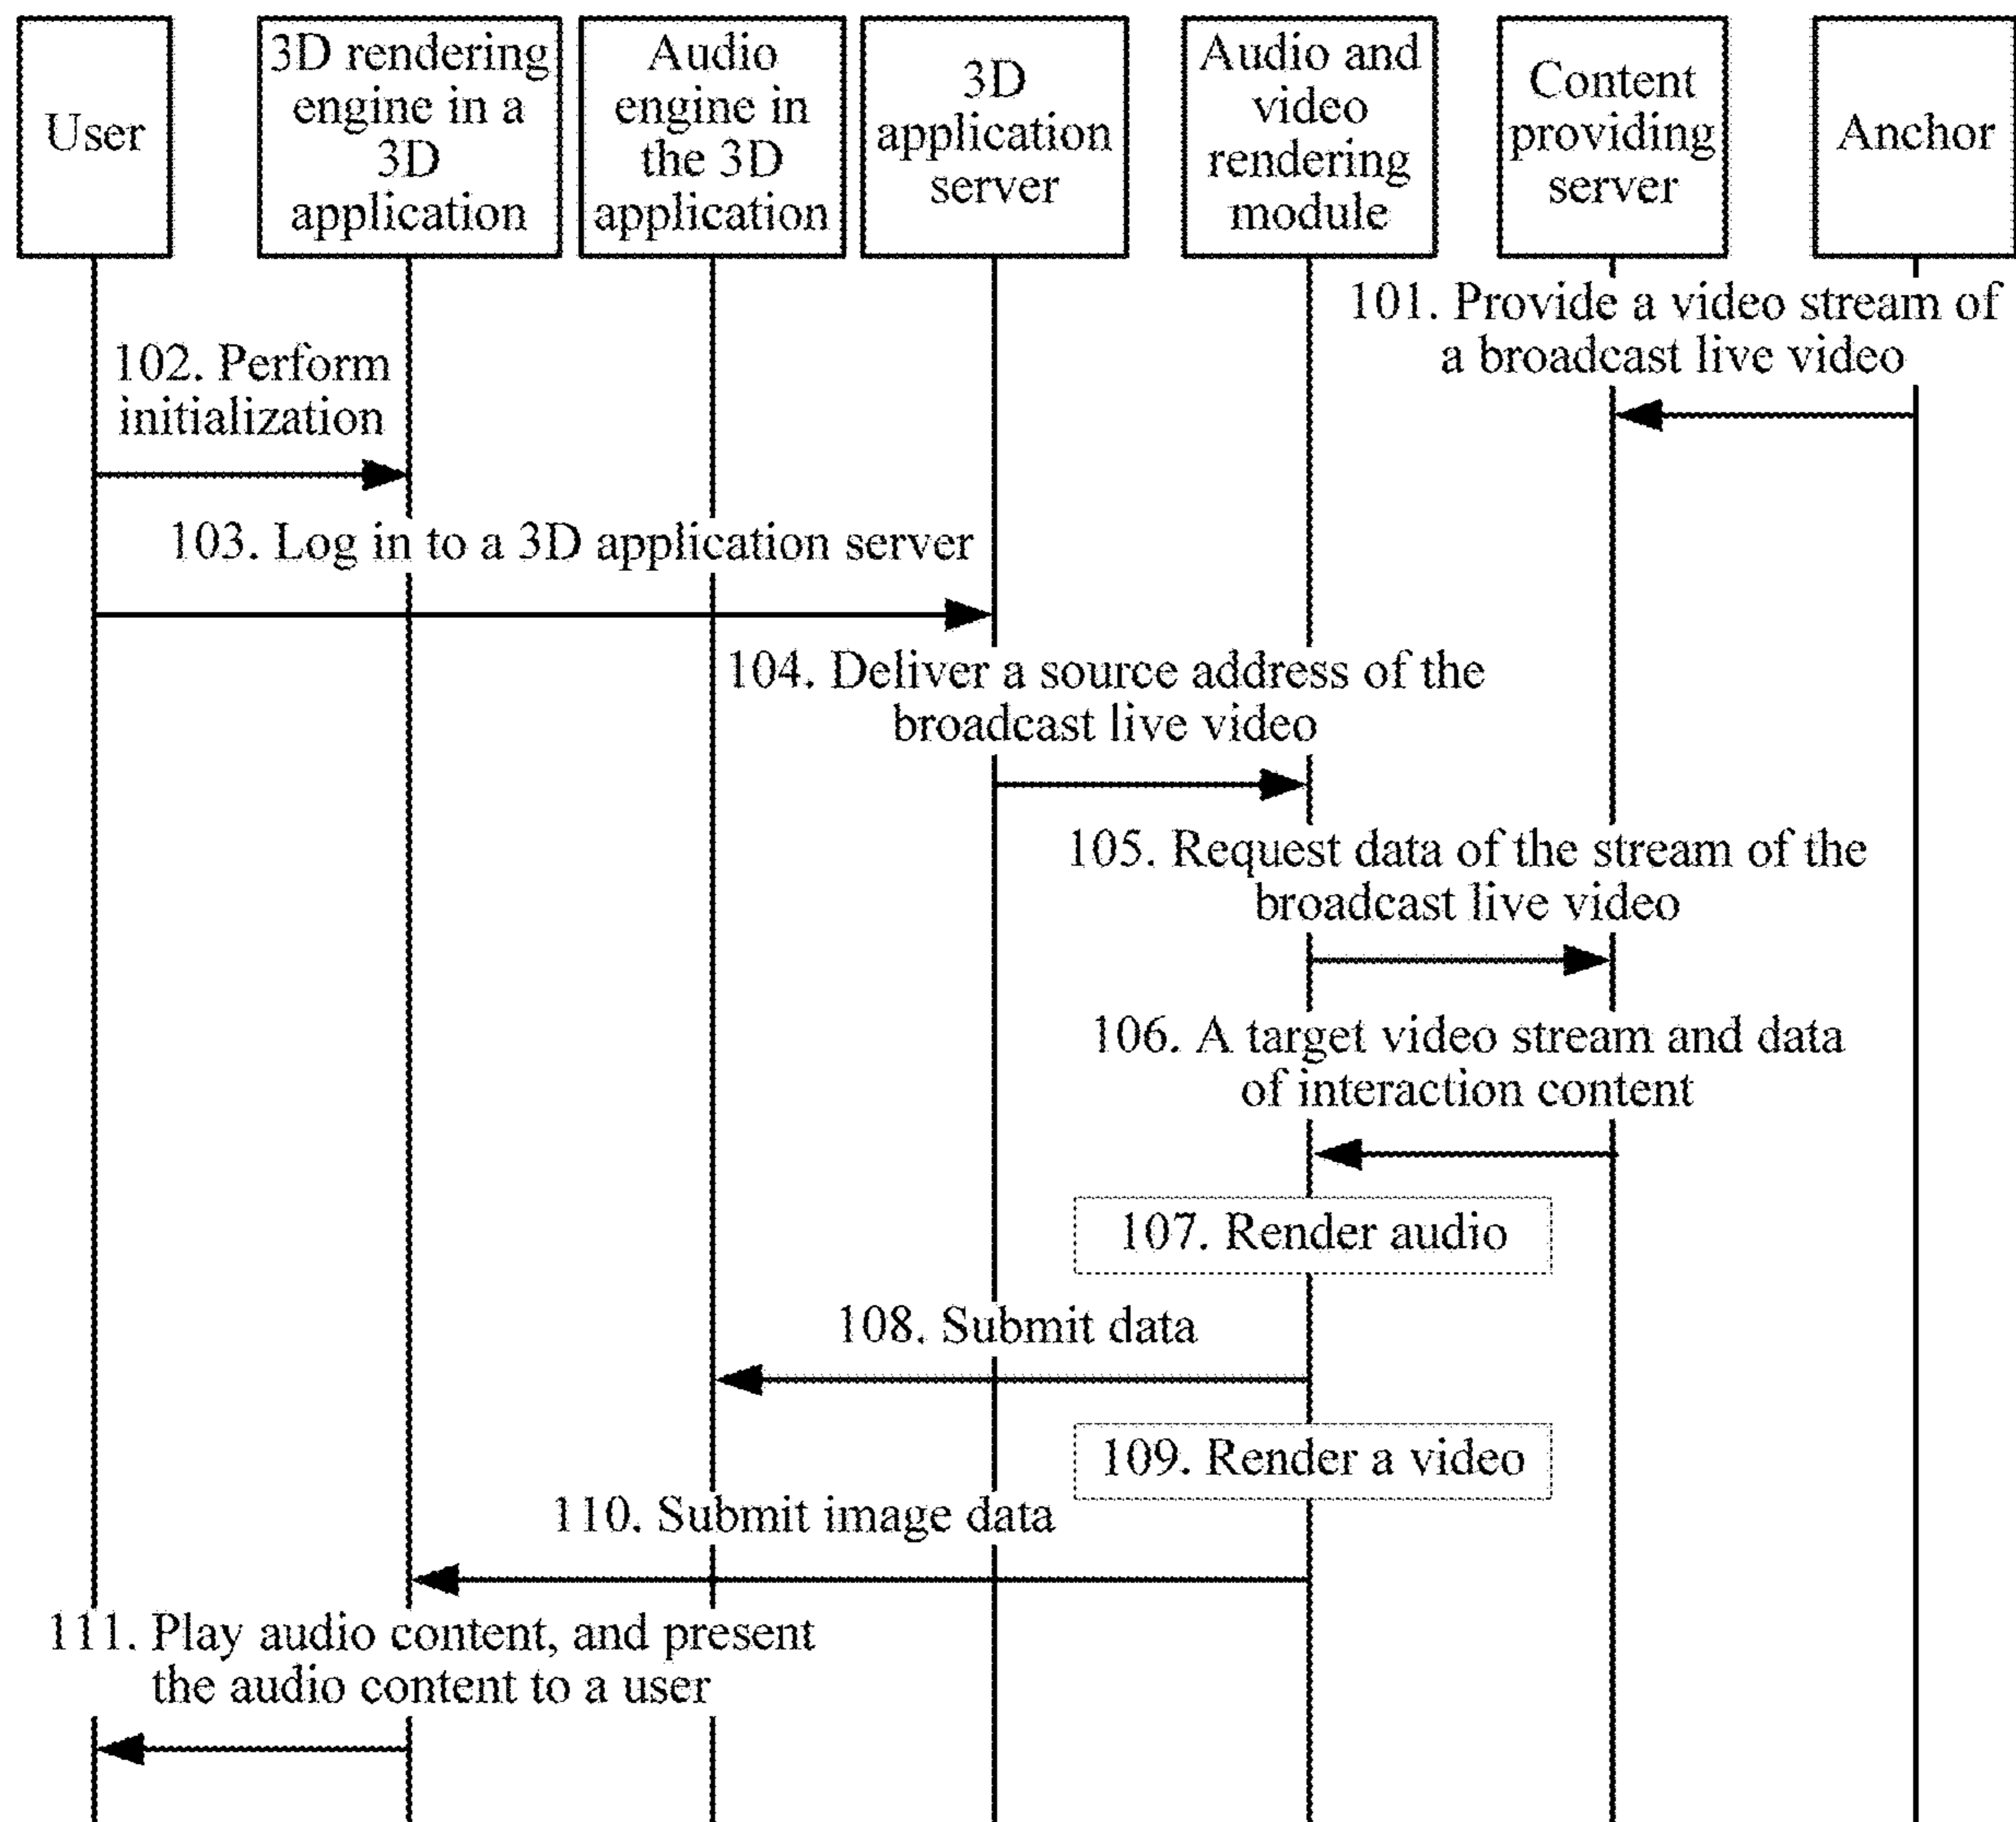 User
3D rendering
engine in a
3D
application
Audio
engine in
the 3D
application
3D
application
server
Audio and
video
rendering
module
Content
providing
server
Anchor
101. Provide a video stream of
a broadcast live video
102. Perform
initialization
103. Log in to a 3D application server
104. Deliver a source address of the
broadcast live video
105. Request data of the stream of the
broadcast live video
106. A target video stream and data
of interaction content
107. Render audio
108. Submit data
109. Render a video
110. Submit image data
111. Play audio content, and present
the audio content to a user